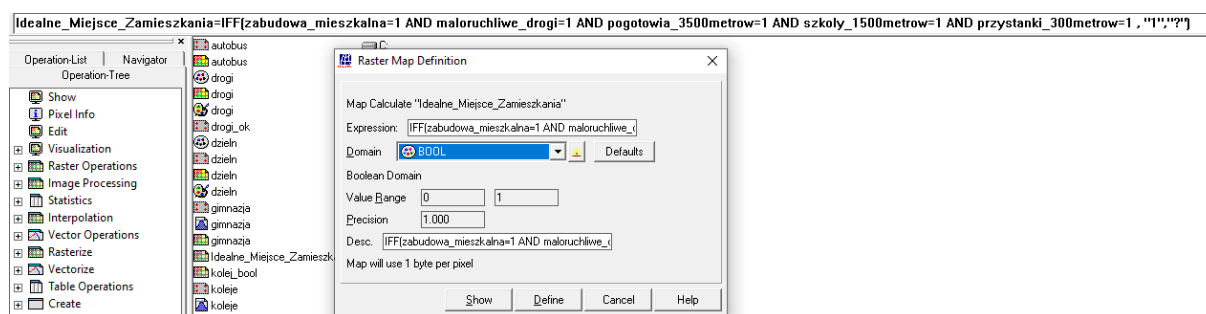 Idealne_Miejsce_Zamieszkania=IFF(zabudowa_mieszkalna=1 AND maloruchliwe_drogi=1 AND pogotowia_3500metrow=1 AND szkoly_1500metrow=1 AND przystanki_300metrow=1 , "1","?")
Operation-List
Navigator
Operation-Tree
Show
Pixel Info
Edit
Visualization
Raster Operations
Image Processing
Statistics
Interpolation
Vector Operations
Rasterize
Vectorize
Table Operations
Create
autobus
autobus
drogi
drogi
drogi
drogi_ok
dzieln
dzieln
dzieln
dzieln
gimnazja
gimnazja
gimnazja
Idealne_Miejsce_Zamieszk
kolej_bool
koleje
koleje
C:
Raster Map Definition
Map Calculate "Idealne_Miejsce_Zamieszkania"
Expression: IFF(zabudowa_mieszkalna=1 AND maloruchliwe_d
Domain BOOL Defaults
Boolean Domain
Value Range 0 1
Precision 1.000
Desc. IFF(zabudowa_mieszkalna=1 AND maloruchliwe_d
Map will use 1 byte per pixel
Show Define Cancel Help